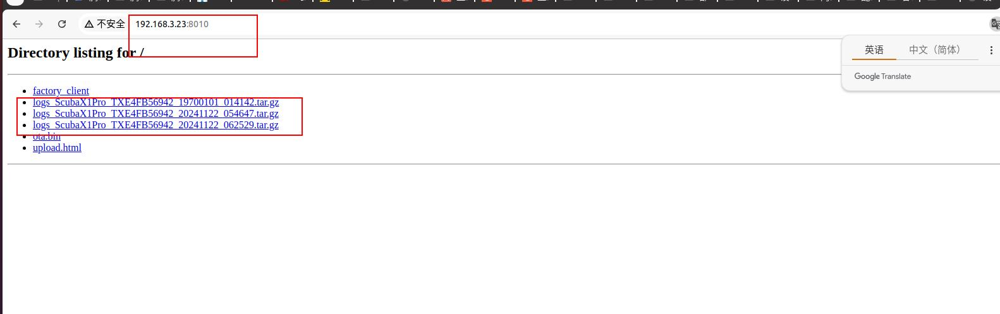 不安全 192.168.3.23:8010
Directory listing for /
英语 中文（简体）
Google Translate
factory_client
logs_ScubaX1Pro_TXE4FB56942_19700101_014142.tar.gz
logs_ScubaX1Pro_TXE4FB56942_20241122_054647.tar.gz
logs_ScubaX1Pro_TXE4FB56942_20241122_062529.tar.gz
ota.bin
upload.html